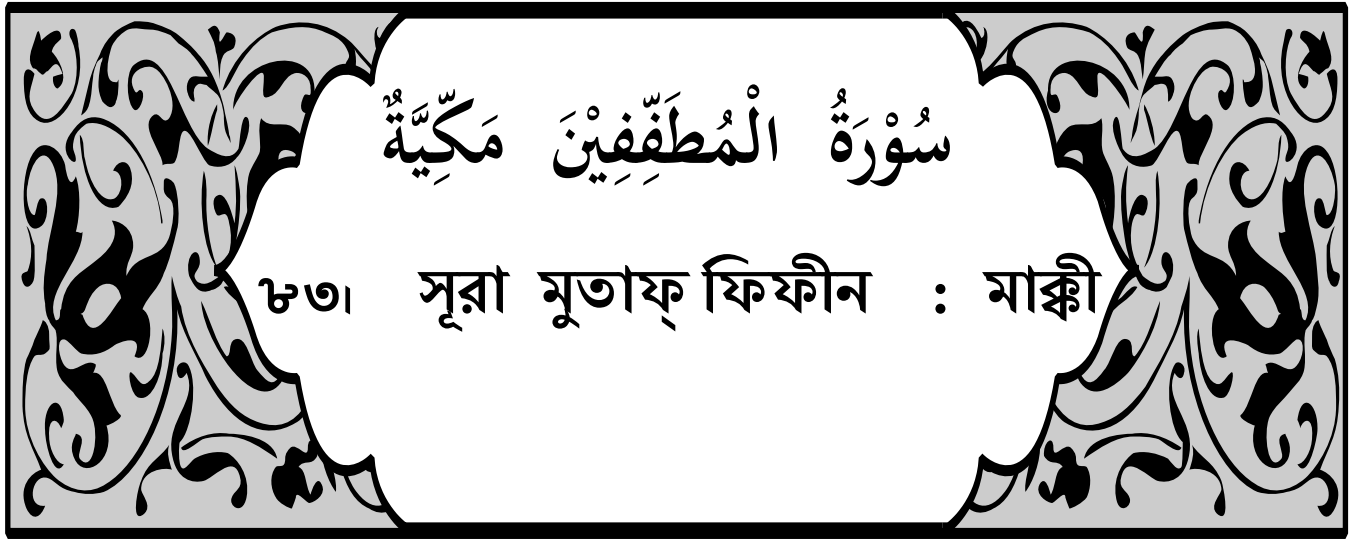 سُوْرَةُ الْمُطَفِّفِيْنَ مَكِّيَّةٌ
৮৩। সূরা মুতাফ্ ফিফীন : মাক্কী